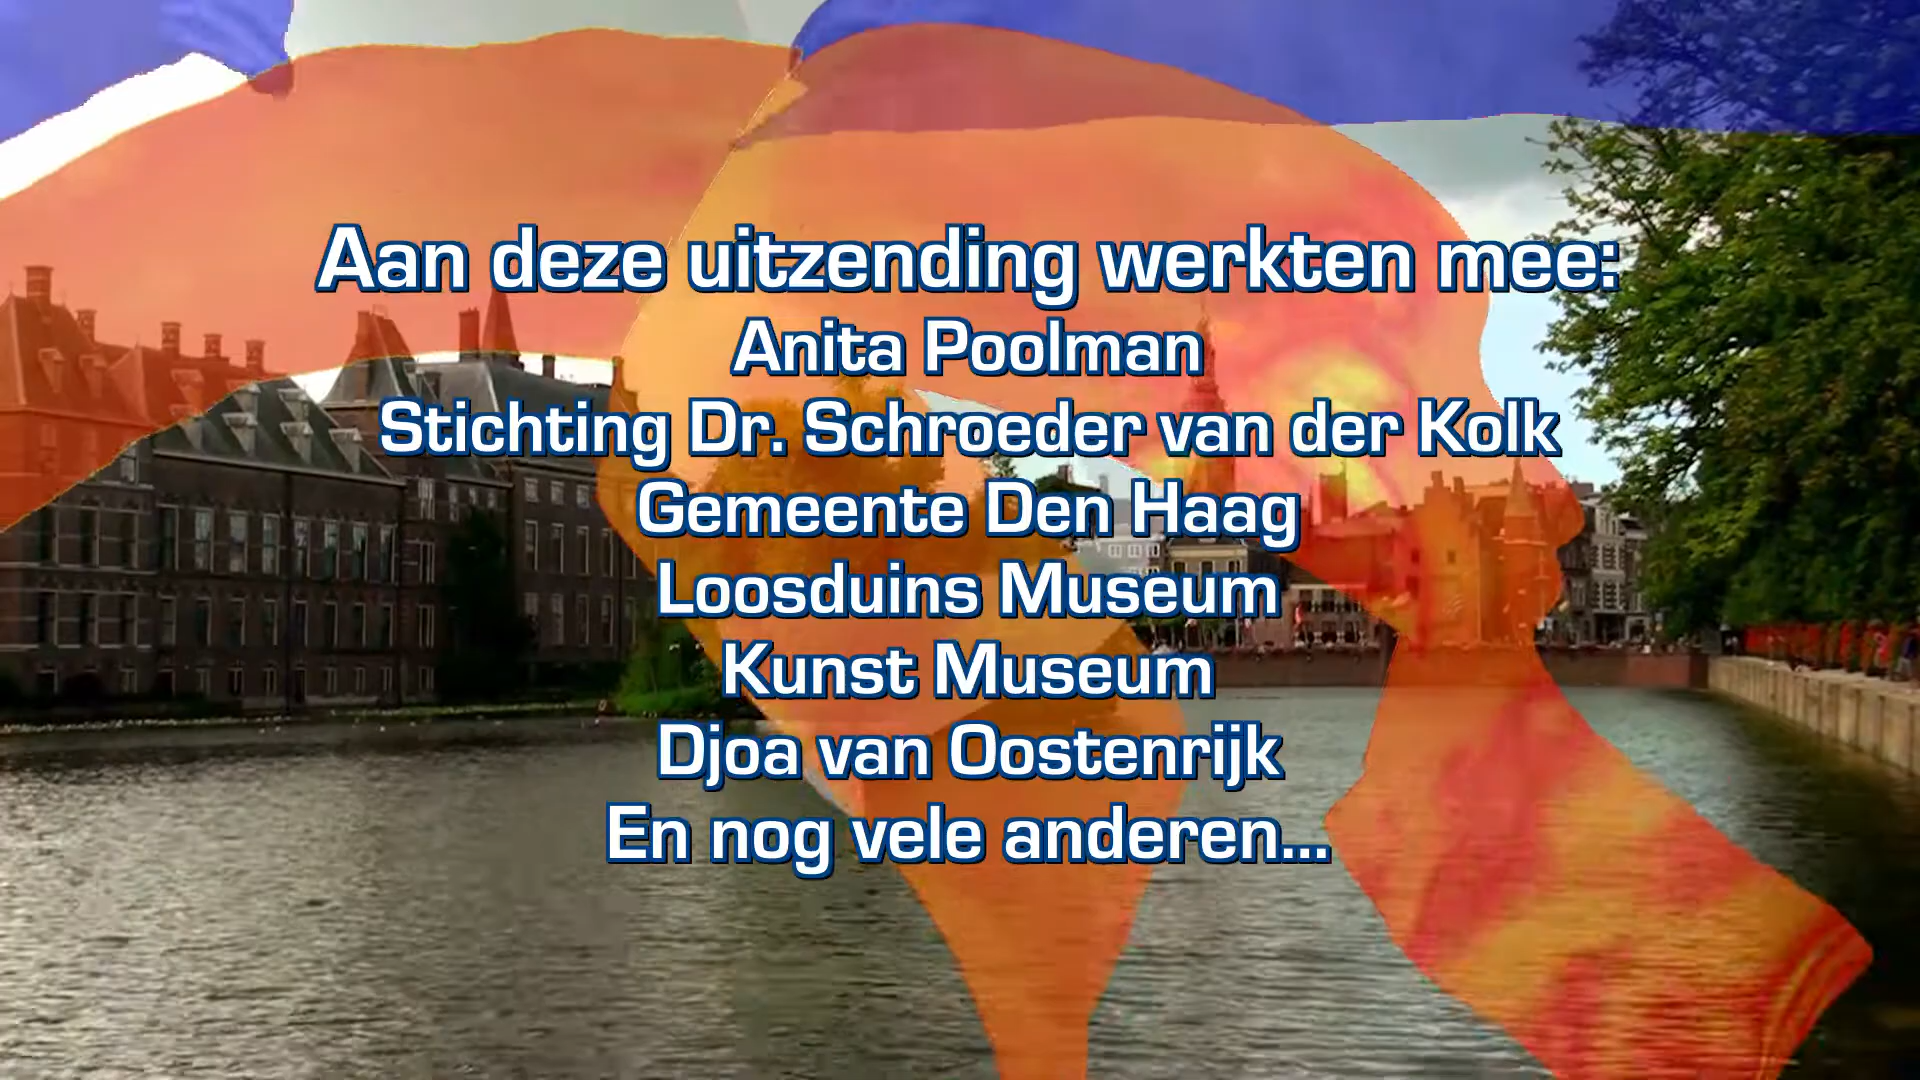 Aan deze uitzending werkten mee:
Anita Poolman
Stichting Dr. Schroeder van der Kolk
Gemeente Den Haag
Loosduins Museum
Kunst Museum
Djoa van Oostenrijk
En nog vele anderen...